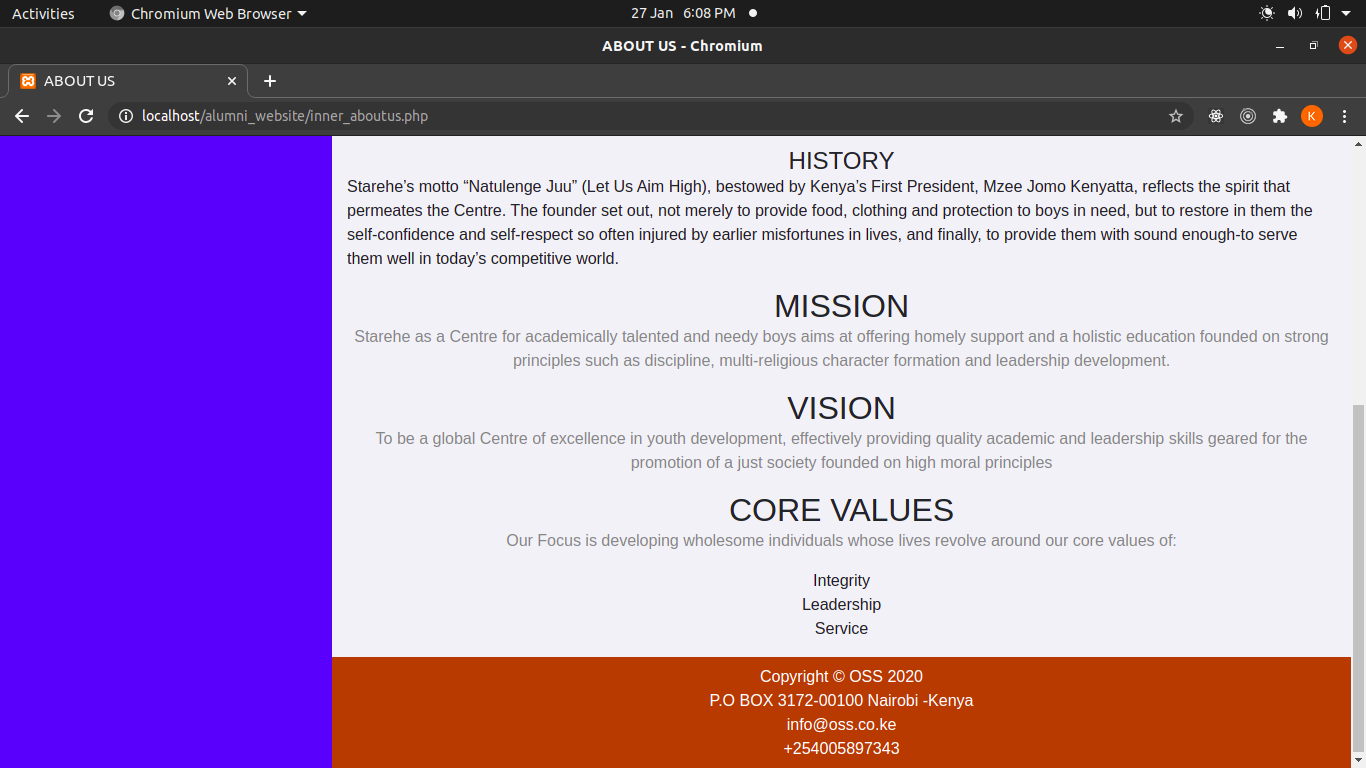 Activities
Chromium Web Browser
27 Jan 6:08 PM
ABOUT US - Chromium
ABOUT US
localhost/alumni_website/inner_aboutus.php
K
HISTORY
Starehe’s motto “Natulenge Juu” (Let Us Aim High), bestowed by Kenya’s First President, Mzee Jomo Kenyatta, reflects the spirit that
permeates the Centre. The founder set out, not merely to provide food, clothing and protection to boys in need, but to restore in them the
self-confidence and self-respect so often injured by earlier misfortunes in lives, and finally, to provide them with sound enough-to serve
them well in today’s competitive world.
MISSION
Starehe as a Centre for academically talented and needy boys aims at offering homely support and a holistic education founded on strong
principles such as discipline, multi-religious character formation and leadership development.
VISION
To be a global Centre of excellence in youth development, effectively providing quality academic and leadership skills geared for the
promotion of a just society founded on high moral principles
CORE VALUES
Our Focus is developing wholesome individuals whose lives revolve around our core values of:
Integrity
Leadership
Service
Copyright © OSS 2020
P.O BOX 3172-00100 Nairobi -Kenya
info@oss.co.ke
+254005897343